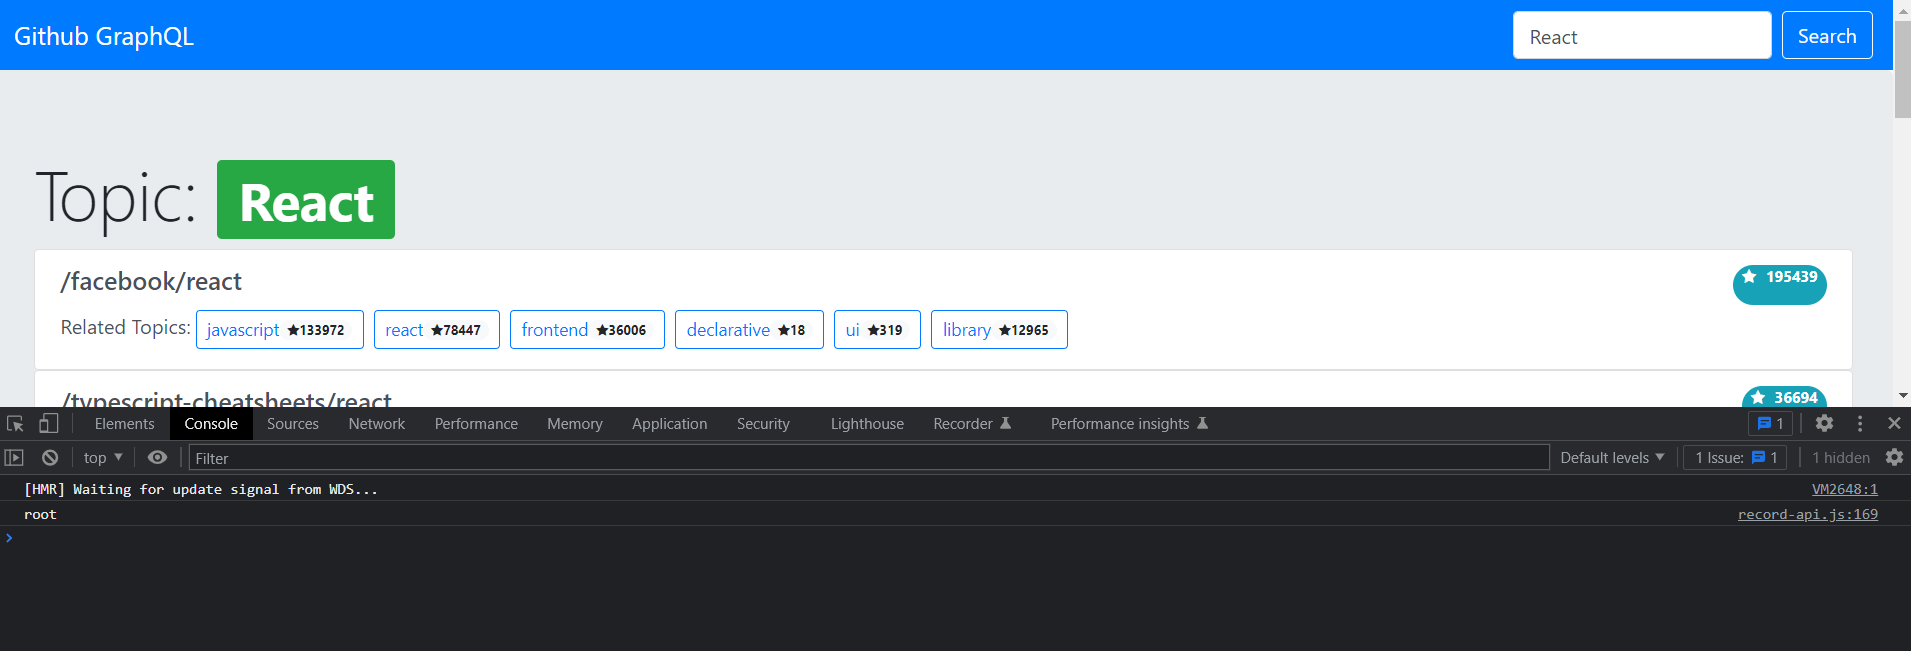 Github GraphQL
React
Search
Topic: React
/facebook/react
195439
Related Topics: javascript ★133972 react ★78447 frontend ★36006 declarative ★18 ui ★319 library ★12965
/typescript-cheatsheets/react
36694
Elements Console Sources Network Performance Memory Application Security Lighthouse Recorder Performance insights 1
top Filter Default levels 1 Issue: 1 1 hidden
[HMR] Waiting for update signal from WDS... VM2648:1
root record-api.js:169